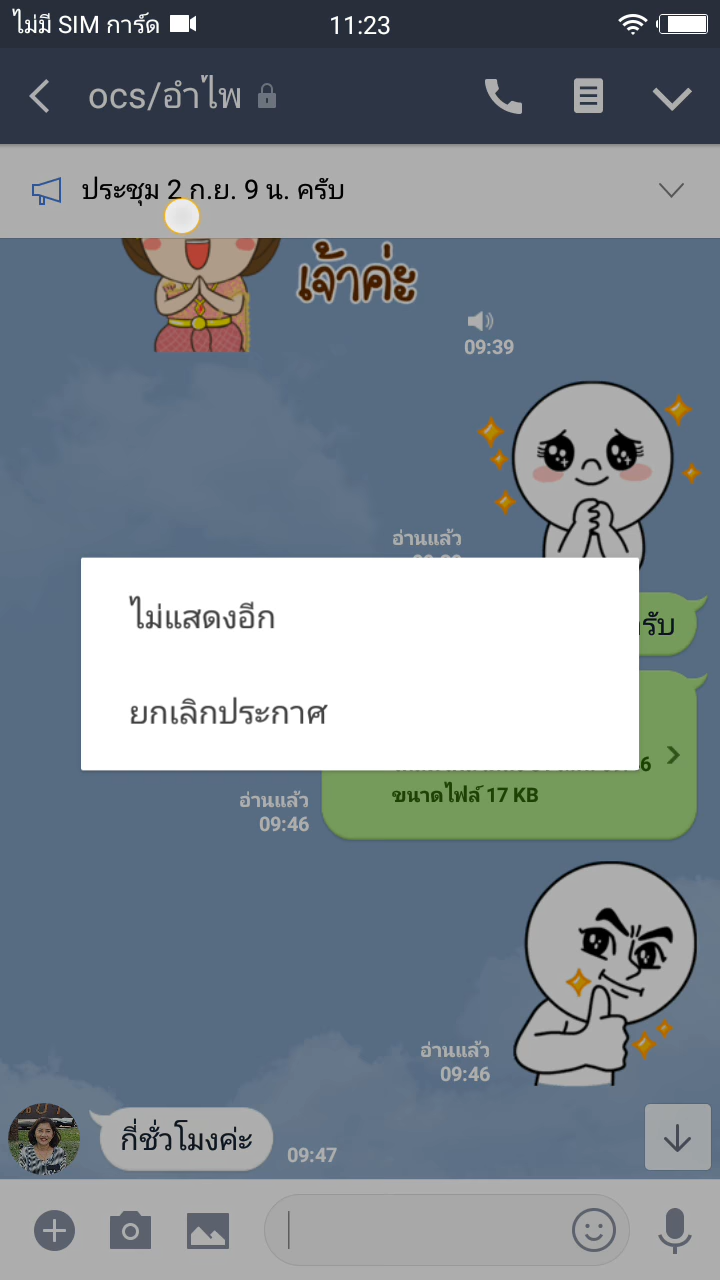 ไม่มี SIM การ์ด 11:23
ocs/อำไพ
ประชุม 2 ก.ย. 9 น. ครับ
เจ้าค่ะ
09:39
อ่านแล้ว
ไม่แสดงอีก
ครับ
ยกเลิกประกาศ
ขนาดไฟล์ 17 KB
อ่านแล้ว
09:46
อ่านแล้ว
09:46
กี่ชั่วโมงค่ะ
09:47